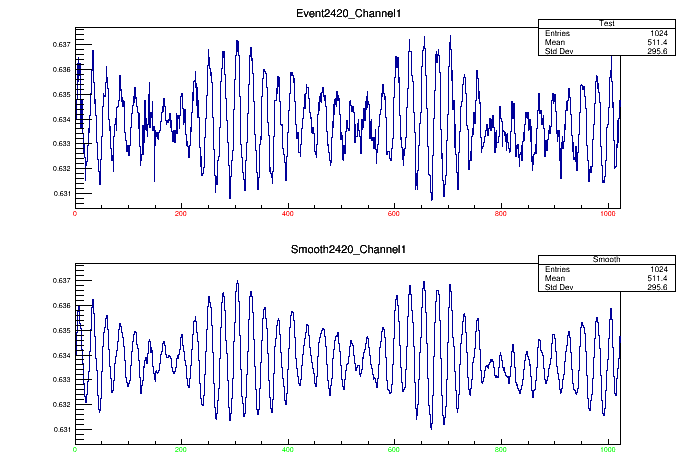 Event2420_Channel1
Test
Entries 1024
Mean 511.4
Std Dev 295.6
0.637
0.636
0.635
0.634
0.633
0.632
0.631
0 200 400 600 800 1000
Smooth2420_Channel1
Smooth
Entries 1024
Mean 511.4
Std Dev 295.6
0.637
0.636
0.635
0.634
0.633
0.632
0.631
0 200 400 600 800 1000